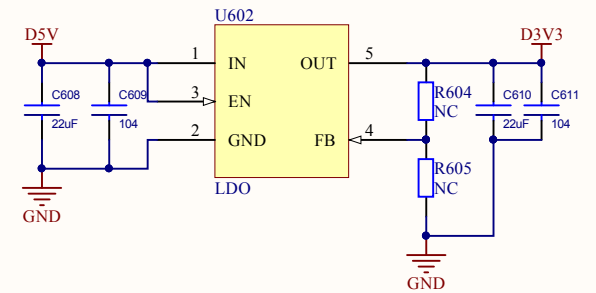 U602
D5V
D3V3
1
IN
OUT
5
C608
22uF
C609
104
3
EN
R604
NC
C610
22uF
C611
104
2
GND
FB
4
R605
NC
LDO
GND
GND